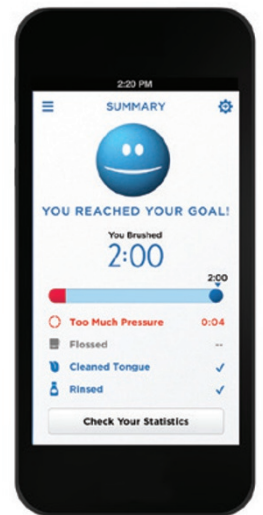 2:20 PM
SUMMARY
YOU REACHED YOUR GOAL!
You Brushed
2:00
2:00
Too Much Pressure 0:04
Flossed --
Cleaned Tongue ✓
Rinsed ✓
Check Your Statistics